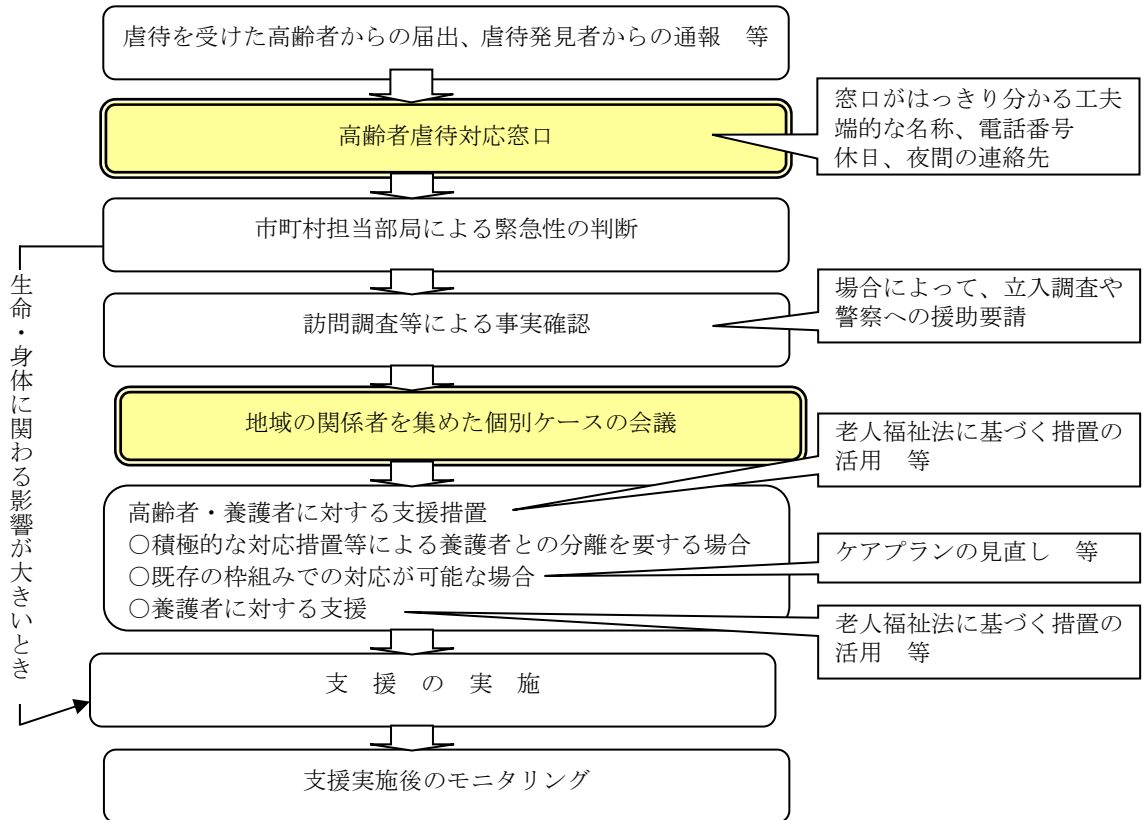 虐待を受けた高齢者からの届出、虐待発見者からの通報　等
高齢者虐待対応窓口
窓口がはっきり分かる工夫
端的な名称、電話番号
休日、夜間の連絡先
市町村担当部局による緊急性の判断
生命・身体に関わる影響が大きいとき
訪問調査等による事実確認
場合によって、立入調査や
警察への援助要請
地域の関係者を集めた個別ケースの会議
老人福祉法に基づく措置の
活用　等
高齢者・養護者に対する支援措置
○積極的な対応措置等による養護者との分離を要する場合
○既存の枠組みでの対応が可能な場合
○養護者に対する支援
ケアプランの見直し　等
老人福祉法に基づく措置の
活用　等
支　援　の　実　施
支援実施後のモニタリング